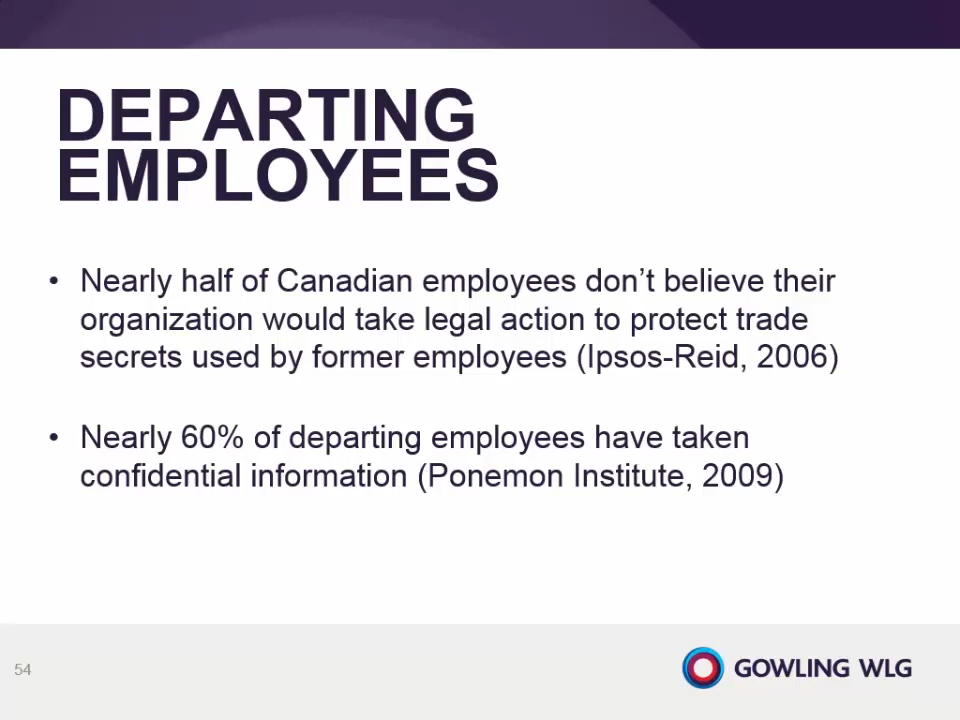 DEPARTING
EMPLOYEES
• Nearly half of Canadian employees don’t believe their
organization would take legal action to protect trade
secrets used by former employees (Ipsos-Reid, 2006)
• Nearly 60% of departing employees have taken
confidential information (Ponemon Institute, 2009)
54
GOWLING WLG